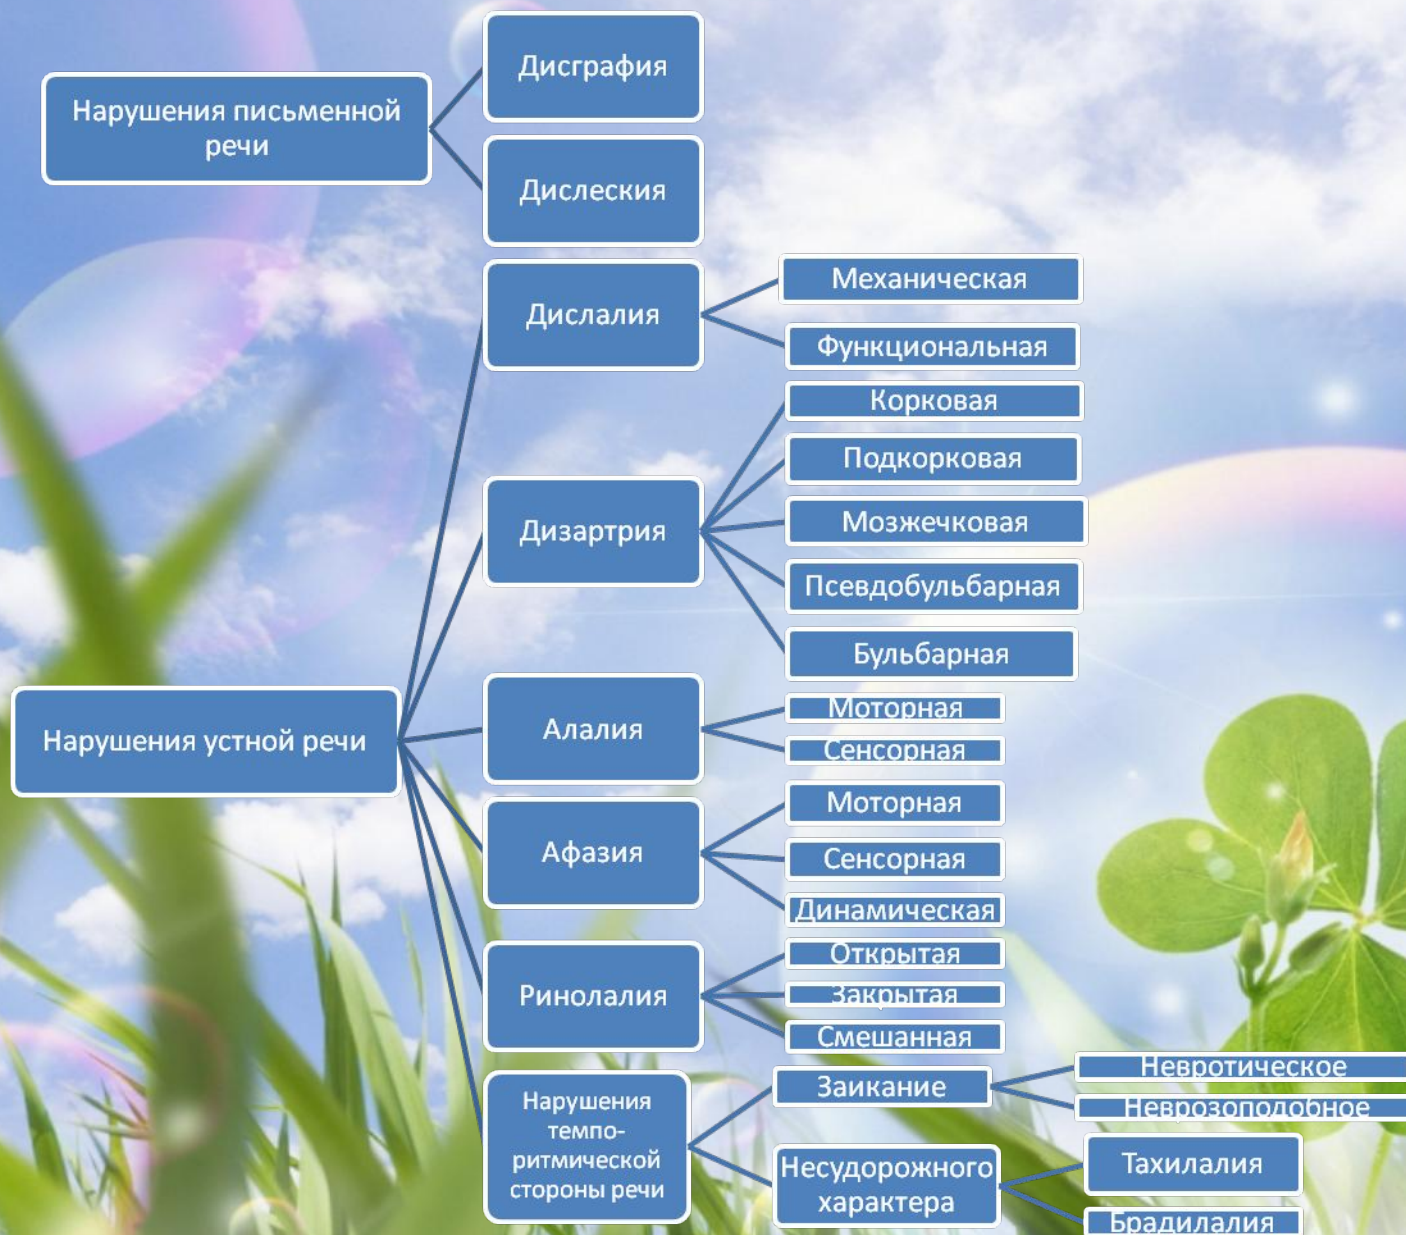 Нарушения письменной
речи
Дисграфия
Дислеския
Нарушения устной речи
Дислалия
Механическая
Функциональная
Дизартрия
Корковая
Подкорковая
Мозжечковая
Псевдобульбарная
Бульбарная
Алалия
Моторная
Сенсорная
Афазия
Моторная
Сенсорная
Динамическая
Ринолалия
Открытая
Закрытая
Смешанная
Нарушения
темпо-
ритмической
стороны речи
Заикание
Невротическое
Неврозоподобное
Несудорожного
характера
Тахилалия
Брадилалия